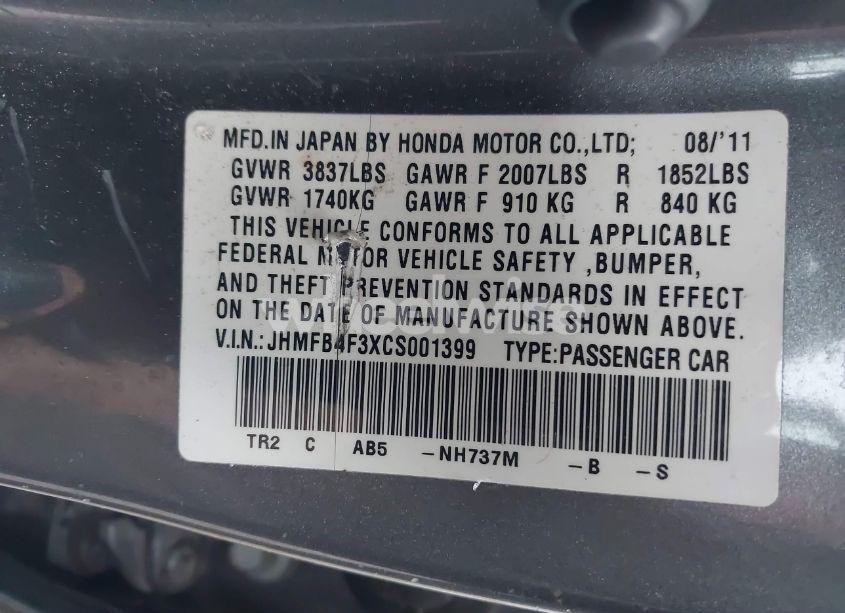 MFD.IN JAPAN BY HONDA MOTOR CO.,LTD; 08/'11
GVWR 3837LBS GAWR F 2007LBS R 1852LBS
GVWR 1740KG GAWR F 910 KG R 840 KG
THIS VEHICLE CONFORMS TO ALL APPLICABLE
FEDERAL MOTOR VEHICLE SAFETY ,BUMPER,
AND THEFT PREVENTION STANDARDS IN EFFECT
ON THE DATE OF MANUFACTURE SHOWN ABOVE.
V.I.N.:JHMFB4F3XCS001399 TYPE:PASSENGER CAR
TR2 C AB5 -NH737M -B -S